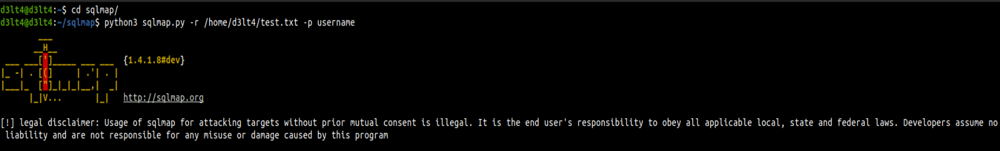 d3lt4@d3lt4:~$ cd sqlmap/
d3lt4@d3lt4:~/sqlmap$ python3 sqlmap.py -r /home/d3lt4/test.txt -p username
        ___
       __H__
 ___ ___[']_____ ___ ___  {1.4.1.8#dev}
|_ -| . [(]     | .'| . |
|___|_  ["]_|_|_|__,|  _|
      |_|V...       |_|   http://sqlmap.org
[!] legal disclaimer: Usage of sqlmap for attacking targets without prior mutual consent is illegal. It is the end user's responsibility to obey all applicable local, state and federal laws. Developers assume no
liability and are not responsible for any misuse or damage caused by this program